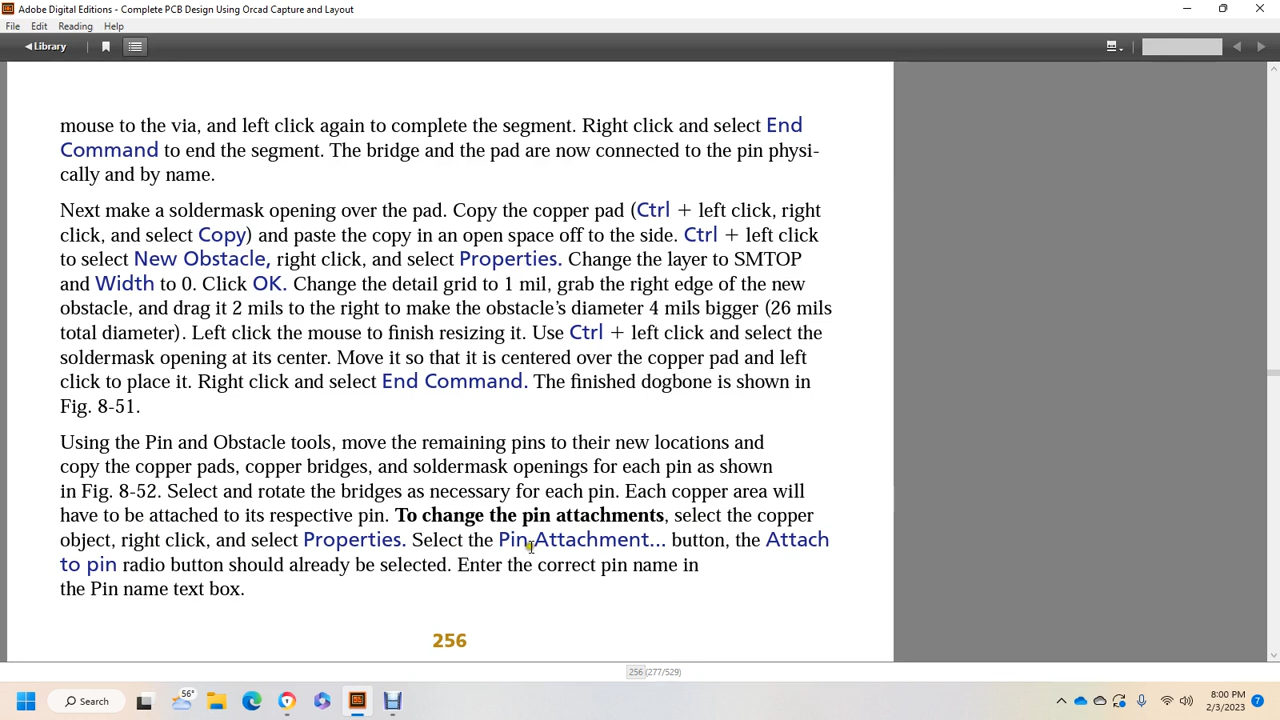 Adobe Digital Editions - Complete PCB Design Using Orcad Capture and Layout
File Edit Reading Help
Library
mouse to the via, and left click again to complete the segment. Right click and select End
Command to end the segment. The bridge and the pad are now connected to the pin physi-
cally and by name.
Next make a soldermask opening over the pad. Copy the copper pad (Ctrl + left click, right
click, and select Copy) and paste the copy in an open space off to the side. Ctrl + left click
to select New Obstacle, right click, and select Properties. Change the layer to SMTOP
and Width to 0. Click OK. Change the detail grid to 1 mil, grab the right edge of the new
obstacle, and drag it 2 mils to the right to make the obstacle's diameter 4 mils bigger (26 mils
total diameter). Left click the mouse to finish resizing it. Use Ctrl + left click and select the
soldermask opening at its center. Move it so that it is centered over the copper pad and left
click to place it. Right click and select End Command. The finished dogbone is shown in
Fig. 8-51.
Using the Pin and Obstacle tools, move the remaining pins to their new locations and
copy the copper pads, copper bridges, and soldermask openings for each pin as shown
in Fig. 8-52. Select and rotate the bridges as necessary for each pin. Each copper area will
have to be attached to its respective pin. To change the pin attachments, select the copper
object, right click, and select Properties. Select the Pin Attachment... button, the Attach
to pin radio button should already be selected. Enter the correct pin name in
the Pin name text box.
256
256 (277/529)
Search
56°
8:00 PM
2/3/2023
7